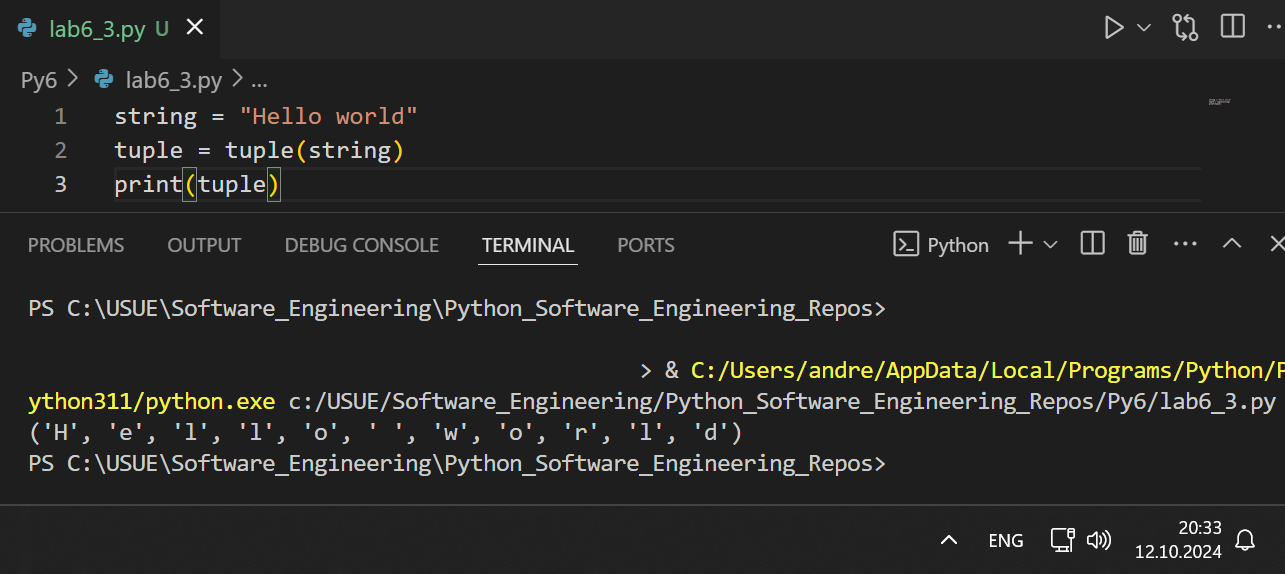 lab6_3.py U
Py6 > lab6_3.py > ...
1 string = "Hello world"
2 tuple = tuple(string)
3 print(tuple)
PROBLEMS OUTPUT DEBUG CONSOLE TERMINAL PORTS Python
PS C:\USUE\Software_Engineering\Python_Software_Engineering_Repos>
> & C:/Users/andre/AppData/Local/Programs/Python/P
ython311/python.exe c:/USUE/Software_Engineering/Python_Software_Engineering_Repos/Py6/lab6_3.py
('H', 'e', 'l', 'l', 'o', ' ', 'w', 'o', 'r', 'l', 'd')
PS C:\USUE\Software_Engineering\Python_Software_Engineering_Repos>
ENG
20:33
12.10.2024